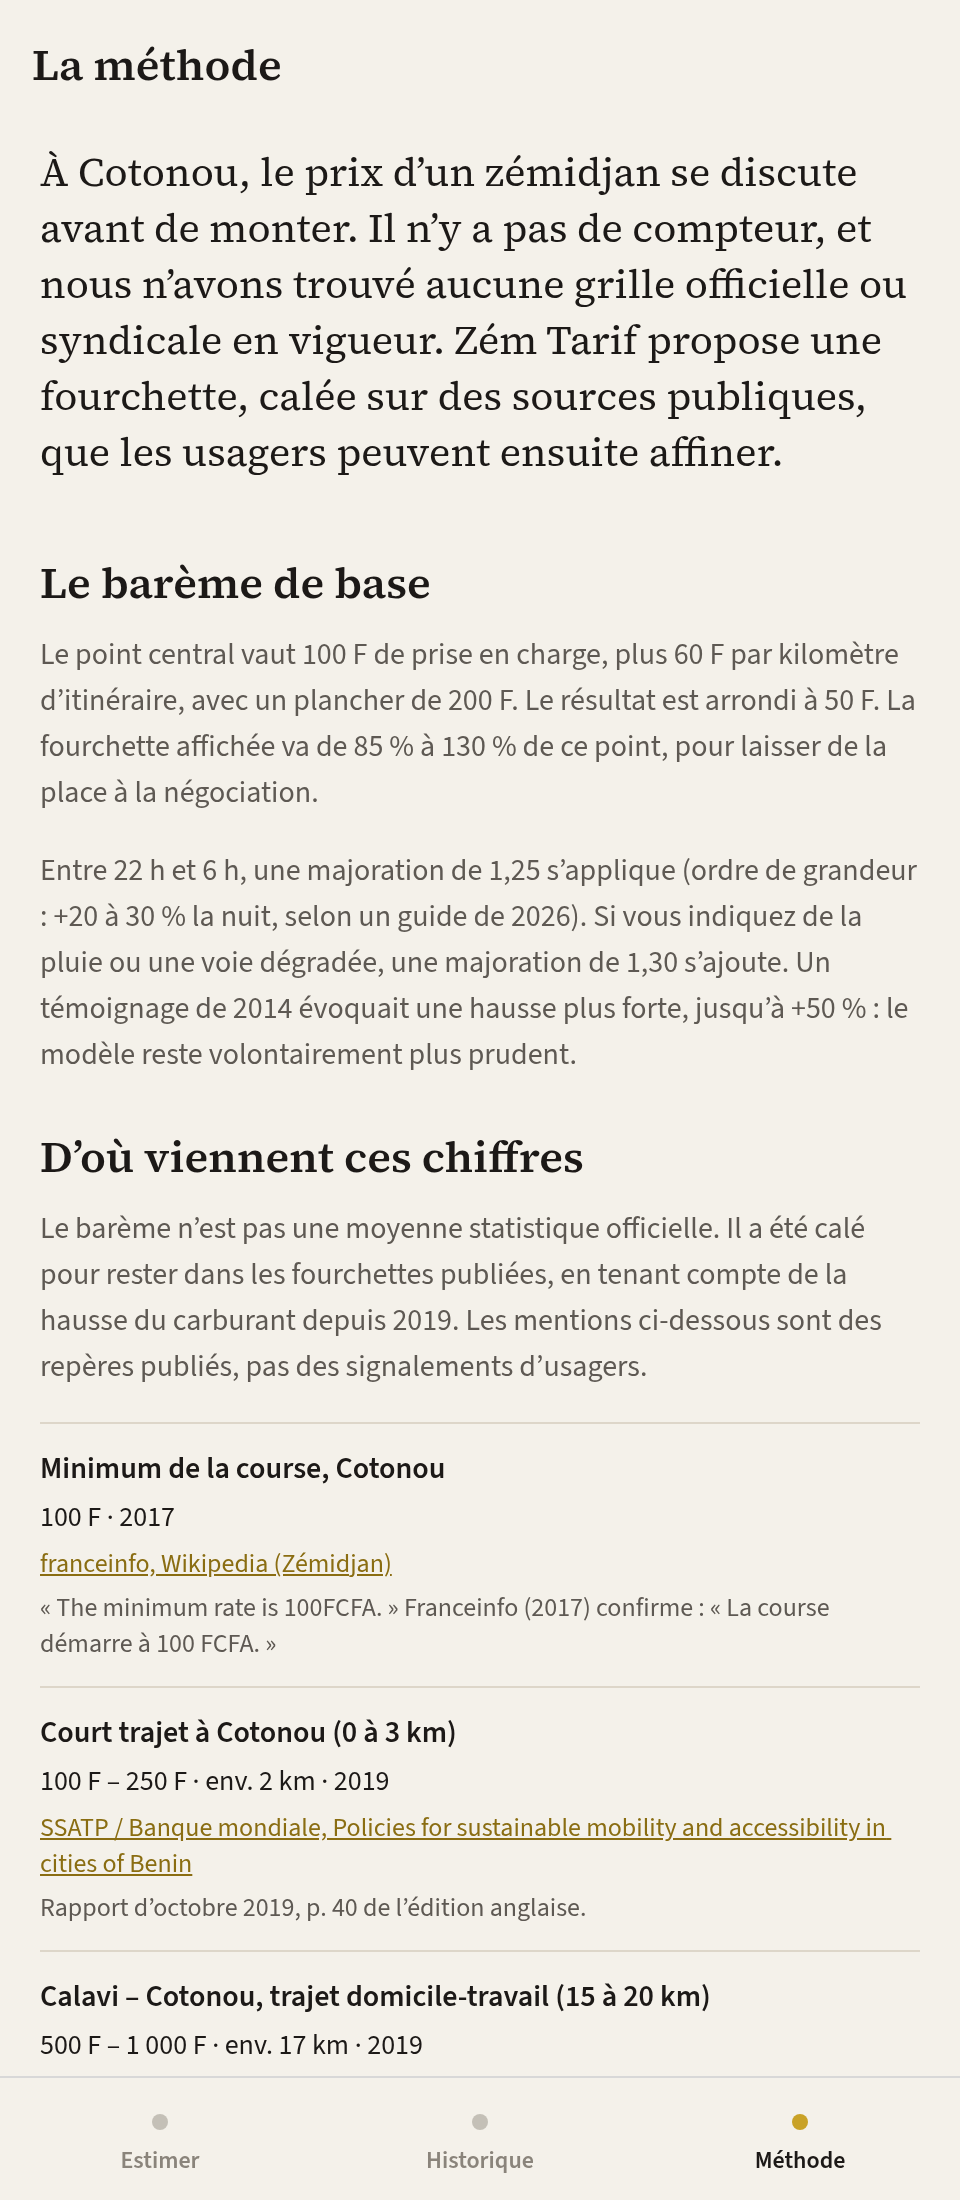 La méthode
À Cotonou, le prix d’un zémidjan se discute
avant de monter. Il n’y a pas de compteur, et
nous n’avons trouvé aucune grille officielle ou
syndicale en vigueur. Zém Tarif propose une
fourchette, calée sur des sources publiques,
que les usagers peuvent ensuite affiner.
Le barème de base
Le point central vaut 100 F de prise en charge, plus 60 F par kilomètre
d’itinéraire, avec un plancher de 200 F. Le résultat est arrondi à 50 F. La
fourchette affichée va de 85 % à 130 % de ce point, pour laisser de la
place à la négociation.
Entre 22 h et 6 h, une majoration de 1,25 s’applique (ordre de grandeur
: +20 à 30 % la nuit, selon un guide de 2026). Si vous indiquez de la
pluie ou une voie dégradée, une majoration de 1,30 s’ajoute. Un
témoignage de 2014 évoquait une hausse plus forte, jusqu’à +50 % : le
modèle reste volontairement plus prudent.
D’où viennent ces chiffres
Le barème n’est pas une moyenne statistique officielle. Il a été calé
pour rester dans les fourchettes publiées, en tenant compte de la
hausse du carburant depuis 2019. Les mentions ci-dessous sont des
repères publiés, pas des signalements d’usagers.
Minimum de la course, Cotonou
100 F · 2017
franceinfo, Wikipedia (Zémidjan)
« The minimum rate is 100FCFA. » Franceinfo (2017) confirme : « La course
démarre à 100 FCFA. »
Court trajet à Cotonou (0 à 3 km)
100 F – 250 F · env. 2 km · 2019
SSATP / Banque mondiale, Policies for sustainable mobility and accessibility in
cities of Benin
Rapport d’octobre 2019, p. 40 de l’édition anglaise.
Calavi – Cotonou, trajet domicile-travail (15 à 20 km)
500 F – 1 000 F · env. 17 km · 2019
Estimer
Historique
Méthode